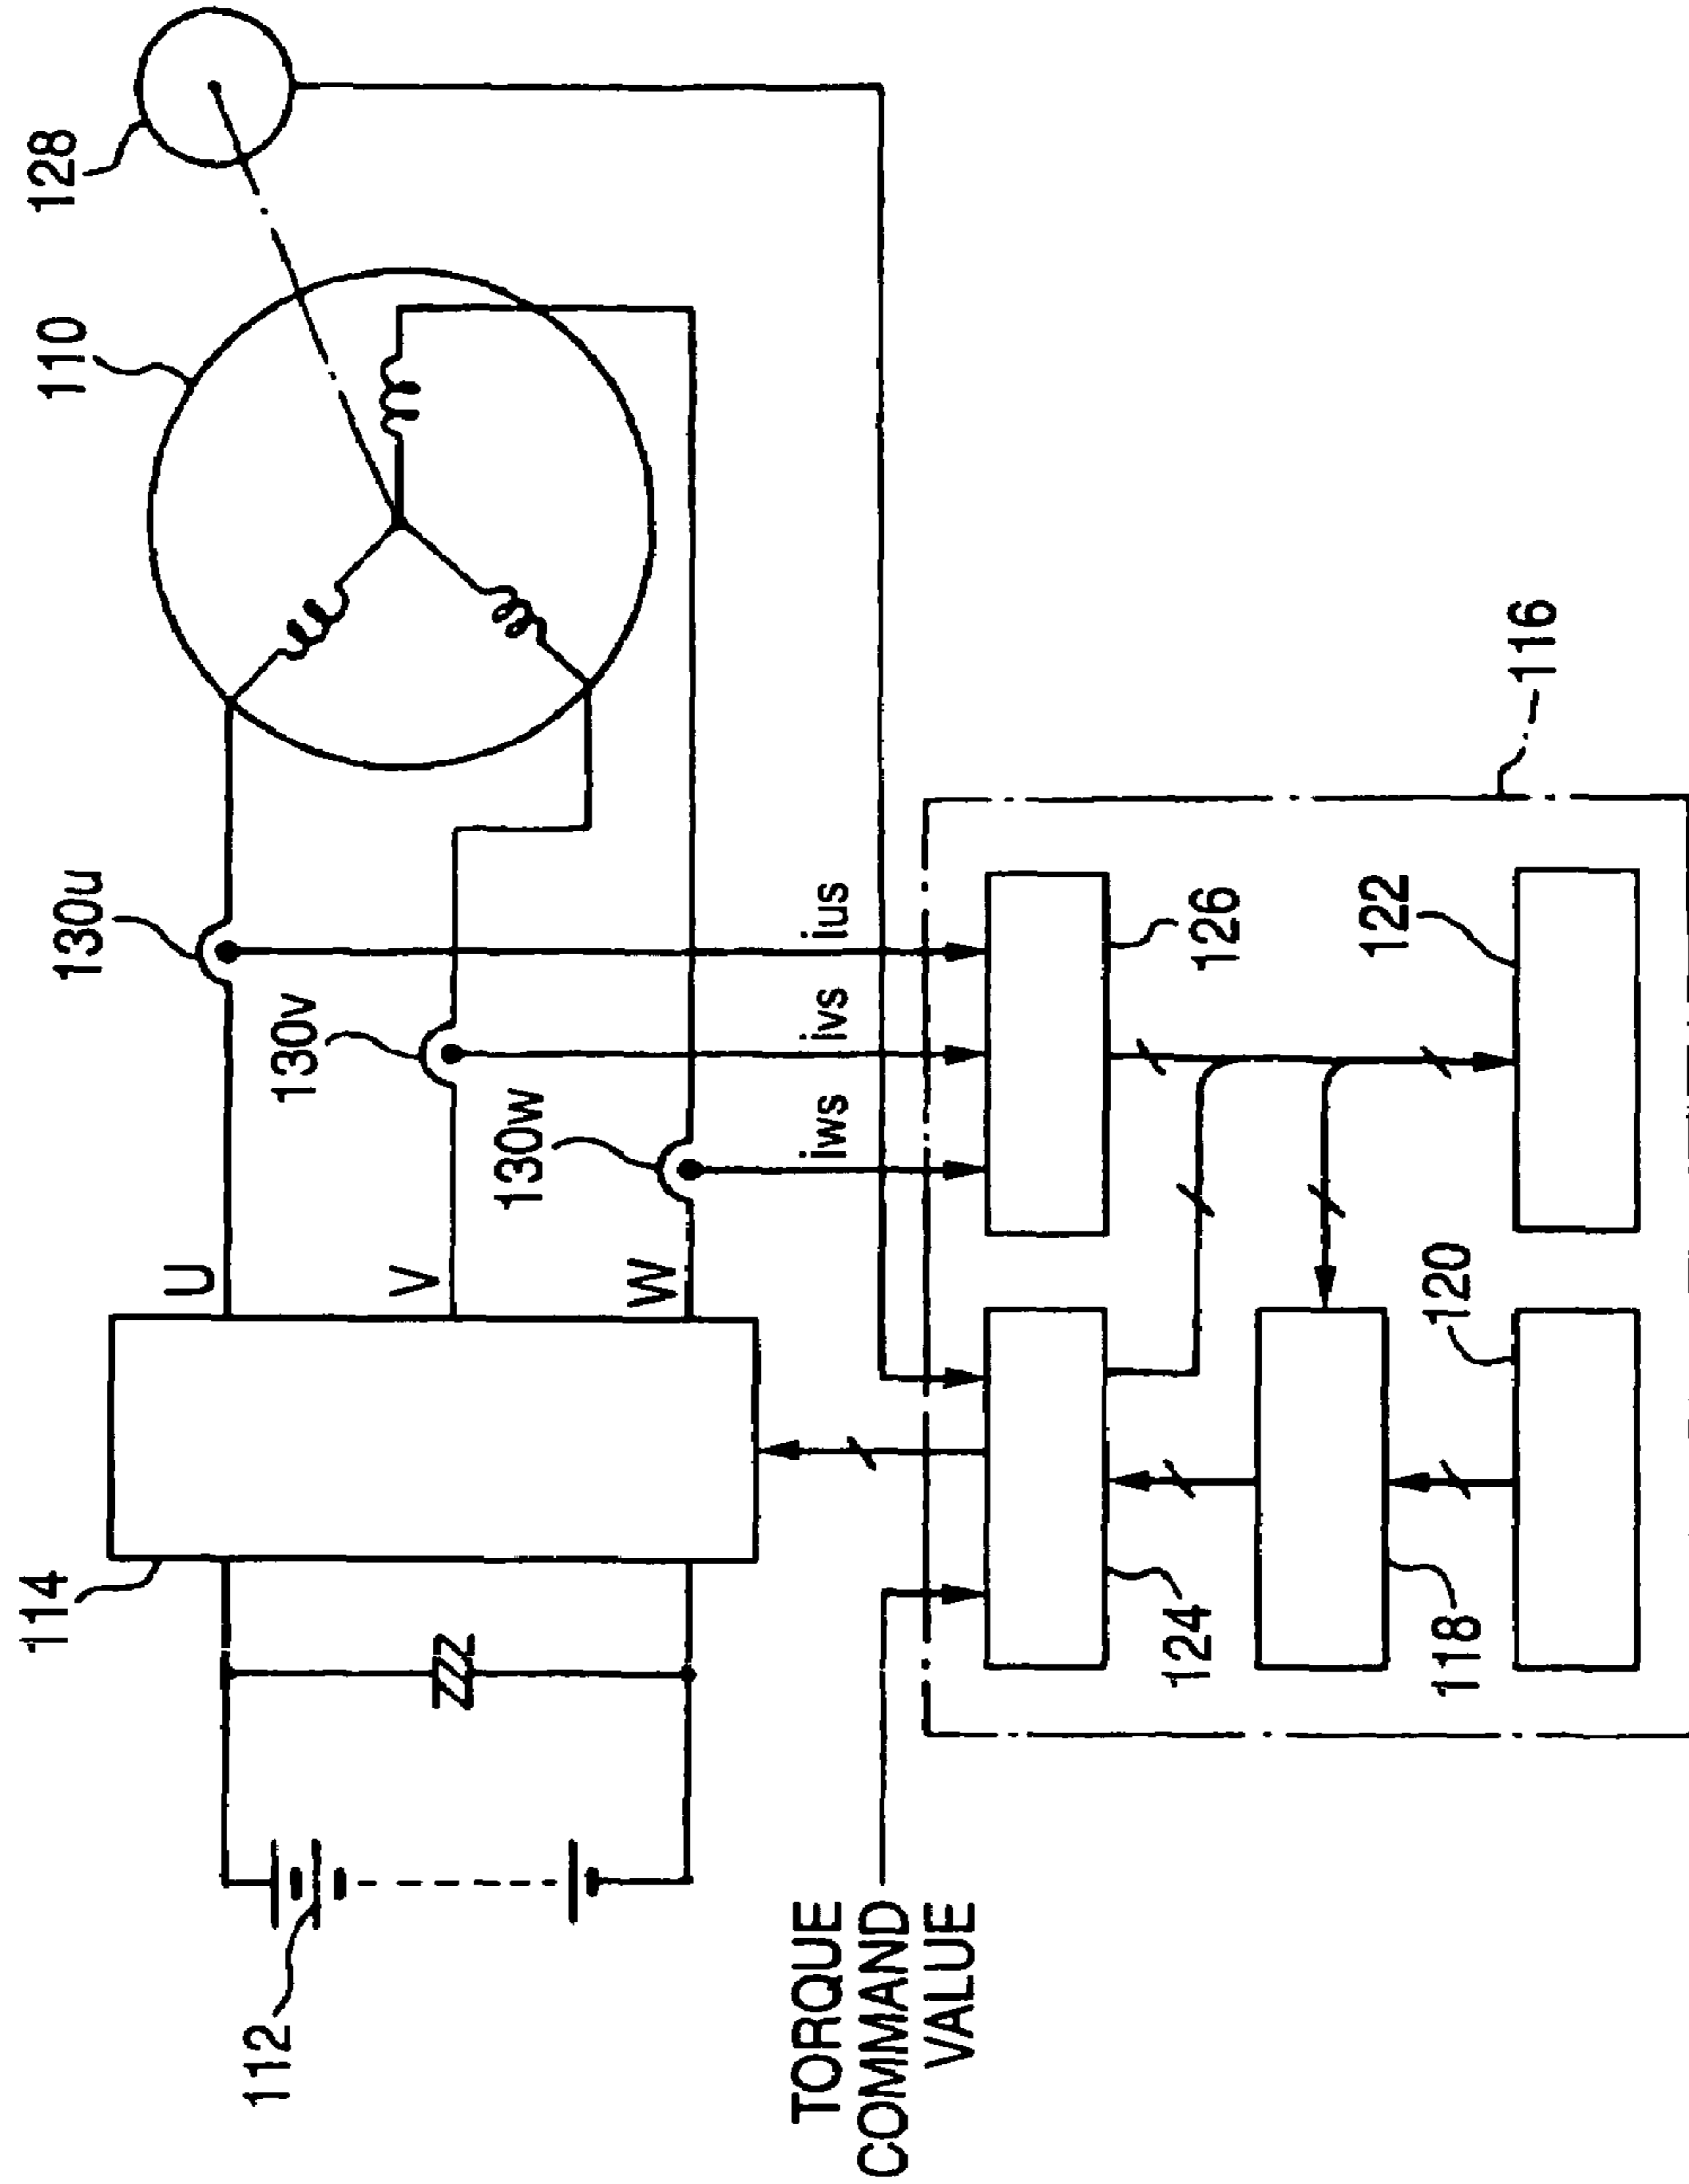 112
114
U
130u
110
128
V
130v
W
130w
iws
ivs
ius
TORQUE
COMMAND
VALUE
124
126
116
118
120
122